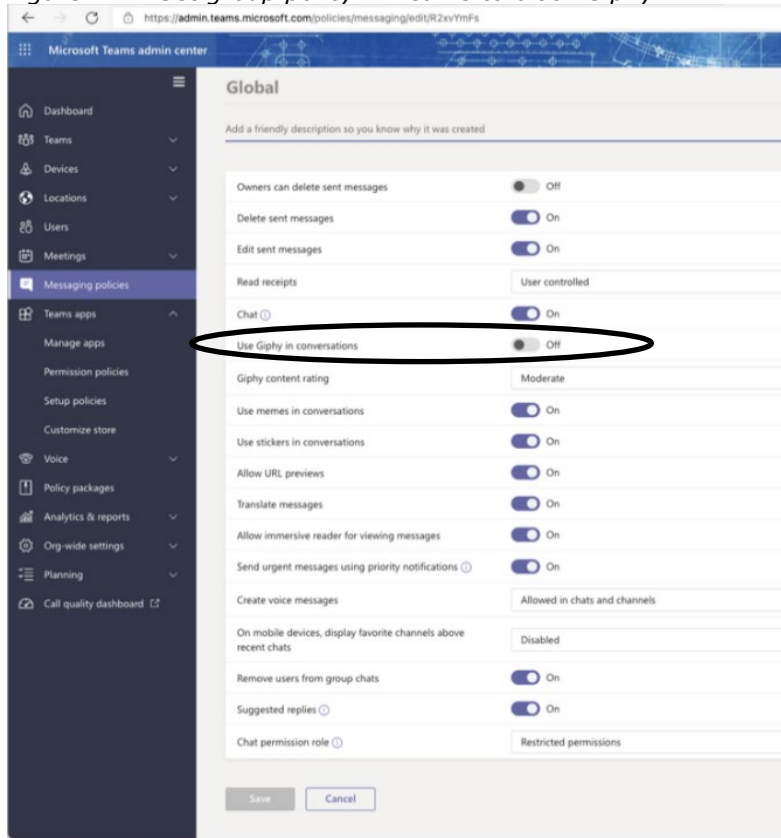 https://admin.teams.microsoft.com/policies/messaging/edit/R2xvYmFs
Microsoft Teams admin center
Dashboard
Teams
Devices
Locations
Users
Meetings
Messaging policies
Teams apps
Manage apps
Permission policies
Setup policies
Customize store
Voice
Policy packages
Analytics & reports
Org-wide settings
Planning
Call quality dashboard
Global
Add a friendly description so you know why it was created
Owners can delete sent messages Off
Delete sent messages On
Edit sent messages On
Read receipts User controlled
Chat On
Use Giphy in conversations Off
Giphy content rating Moderate
Use memes in conversations On
Use stickers in conversations On
Allow URL previews On
Translate messages On
Allow immersive reader for viewing messages On
Send urgent messages using priority notifications On
Create voice messages Allowed in chats and channels
On mobile devices, display favorite channels above
recent chats Disabled
Remove users from group chats On
Suggested replies On
Chat permission role Restricted permissions
Save Cancel